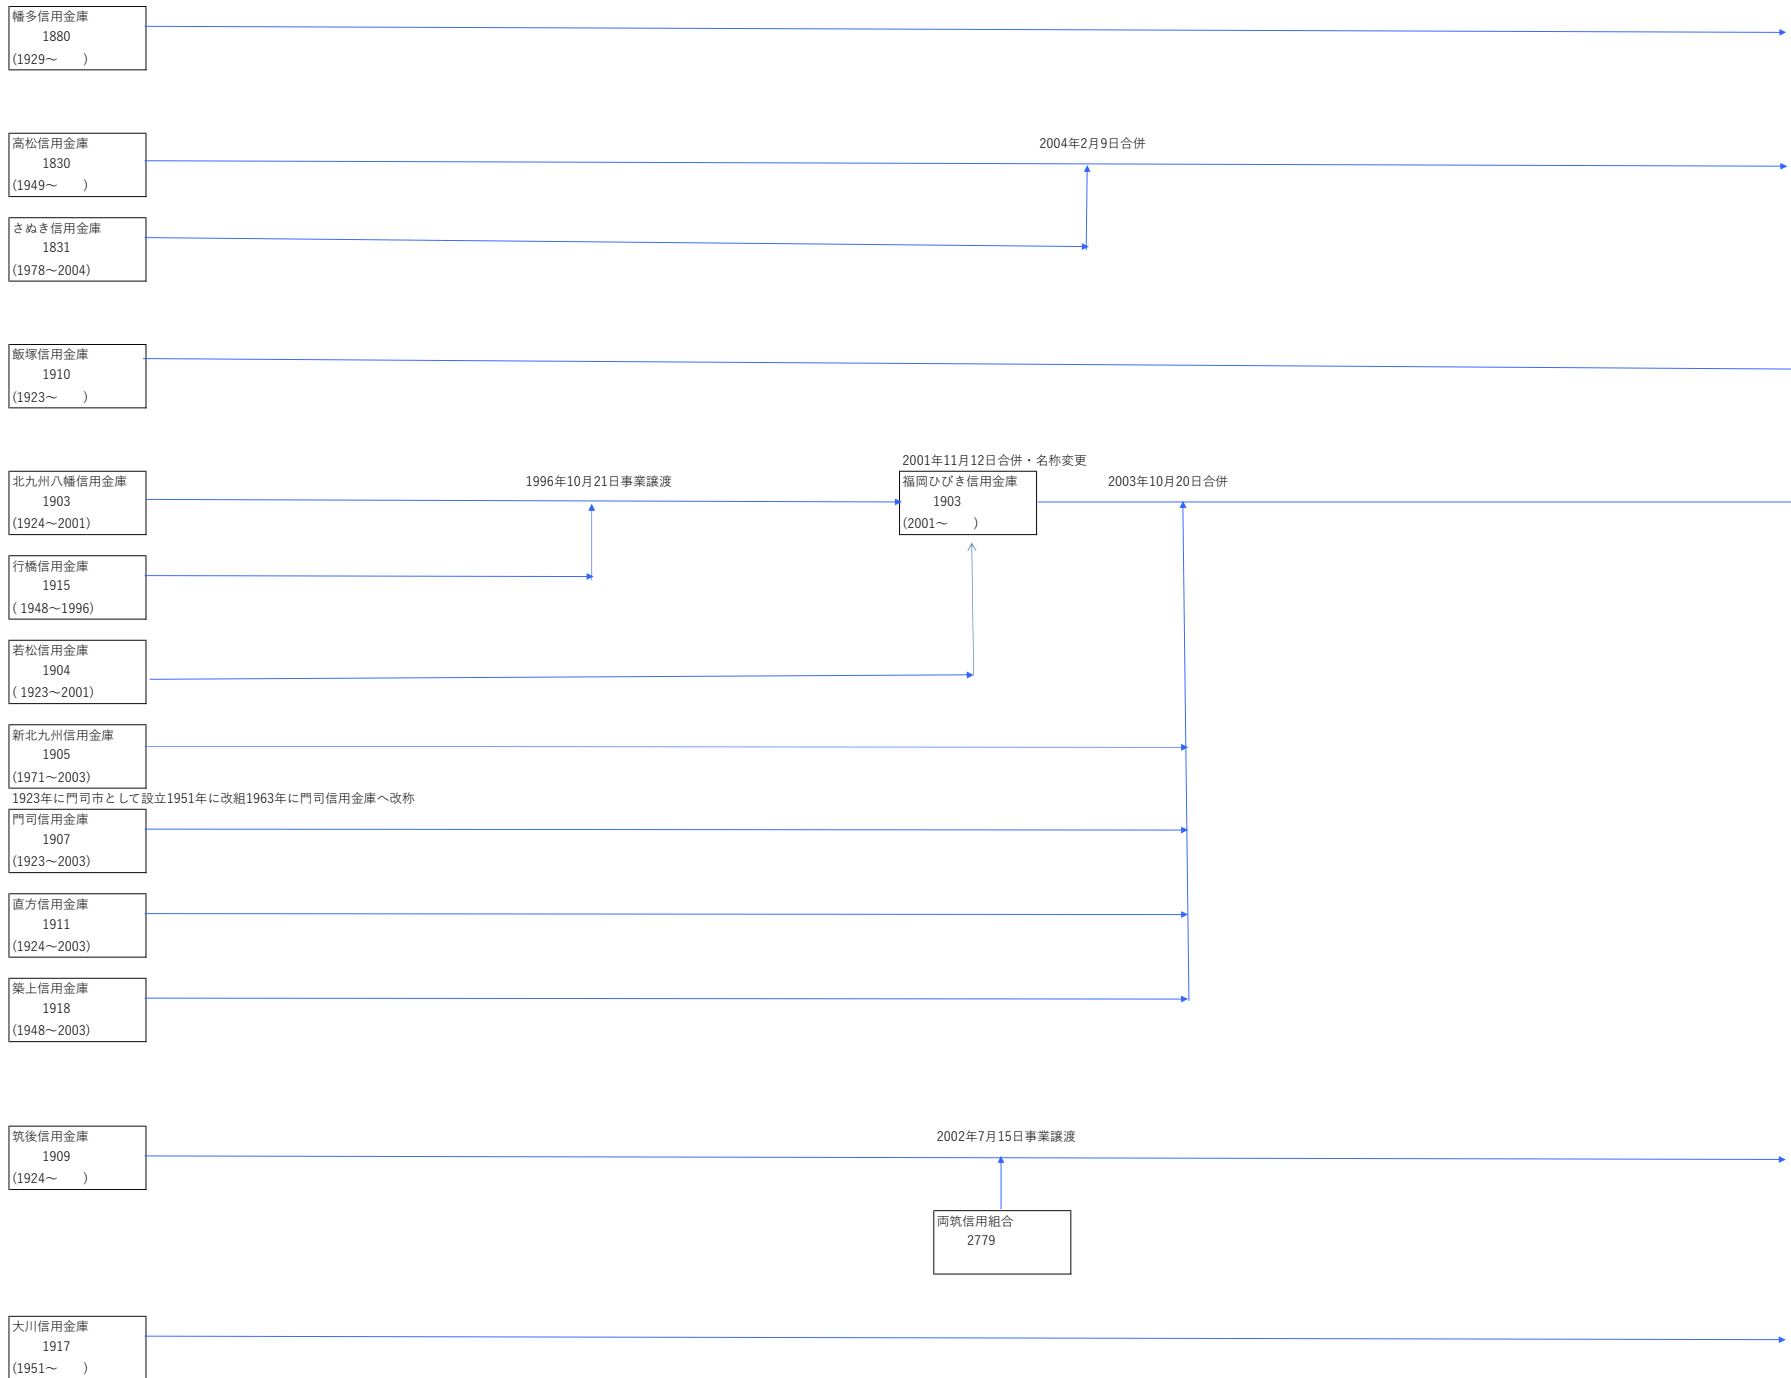 幡多信用金庫
1880
(1929～　　)
高松信用金庫
1830
(1949～　　)
2004年2月9日合併
さぬき信用金庫
1831
(1978～2004)
飯塚信用金庫
1910
(1923～　　)
2001年11月12日合併・名称変更
北九州八幡信用金庫
1903
(1924～2001)
1996年10月21日事業譲渡
福岡ひびき信用金庫
1903
(2001～　　)
2003年10月20日合併
行橋信用金庫
1915
( 1948～1996)
若松信用金庫
1904
( 1923～2001)
新北九州信用金庫
1905
(1971～2003)
1923年に門司市として設立1951年に改組1963年に門司信用金庫へ改称
門司信用金庫
1907
(1923～2003)
直方信用金庫
1911
(1924～2003)
築上信用金庫
1918
(1948～2003)
筑後信用金庫
1909
(1924～　　)
2002年7月15日事業譲渡
両筑信用組合
2779
大川信用金庫
1917
(1951～　　)